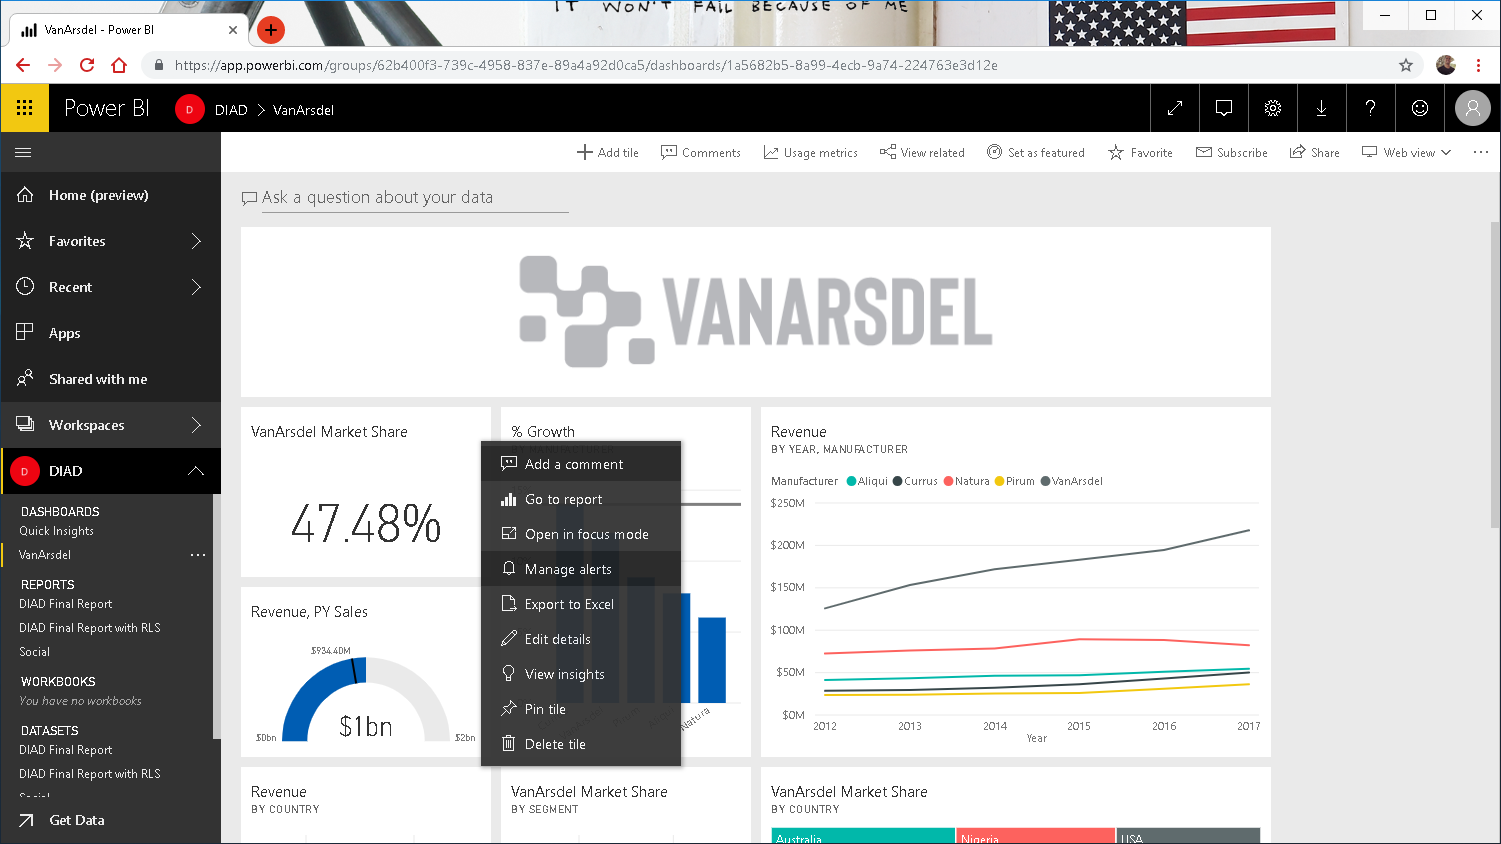 IT WON'T FAIL BECAUSE OF ME
VanArsdel - Power BI
https://app.powerbi.com/groups/62b400f3-739c-4958-837e-89a4a92d0ca5/dashboards/1a5682b5-8a99-4ecb-9a74-224763e3d12e
Power BI D DIAD > VanArsdel ?
Add tile Comments Usage metrics View related Set as featured Favorite Subscribe Share Web view ...
Home (preview)
Favorites
Recent
Apps
Shared with me
Workspaces
D DIAD
DASHBOARDS
Quick Insights
VanArsdel ...
REPORTS
DIAD Final Report
DIAD Final Report with RLS
Social
WORKBOOKS
You have no workbooks
DATASETS
DIAD Final Report
DIAD Final Report with RLS
Social
Get Data
Ask a question about your data
VANARSDEL
VanArsdel Market Share
47.48%
Revenue, PY Sales
$934.40M
$1bn
$0bn
$2bn
% Growth
Add a comment
Go to report
Open in focus mode
Manage alerts
Export to Excel
Edit details
View insights
Pin tile
Delete tile
Natura
Revenue
BY YEAR, MANUFACTURER
Manufacturer Aliqui Currus Natura Pirum VanArsdel
$250M
$200M
$150M
$100M
$50M
$0M
2012 2013 2014 2015 2016 2017
Year
Revenue
BY COUNTRY
VanArsdel Market Share
BY SEGMENT
VanArsdel Market Share
BY COUNTRY
Australia Nigeria USA